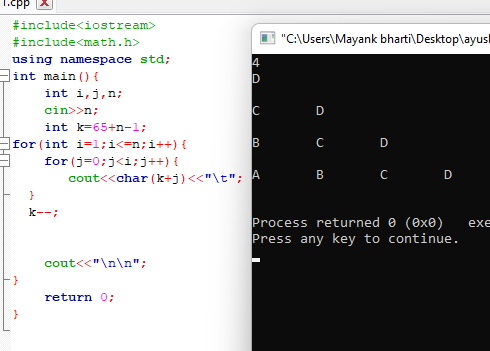 1.cpp
#include<iostream>
#include<math.h>
using namespace std;
int main(){
int i,j,n;
cin>>n;
int k=65+n-1;
for(int i=1;i<=n;i++){
for(j=0;j<i;j++){
cout<<char(k+j)<<"\t";
}
k--;
cout<<"\n\n";
}
return 0;
}
"C:\Users\Mayank bharti\Desktop\ayus
4
D
C D
B C D
A B C D
Process returned 0 (0x0) exe
Press any key to continue.